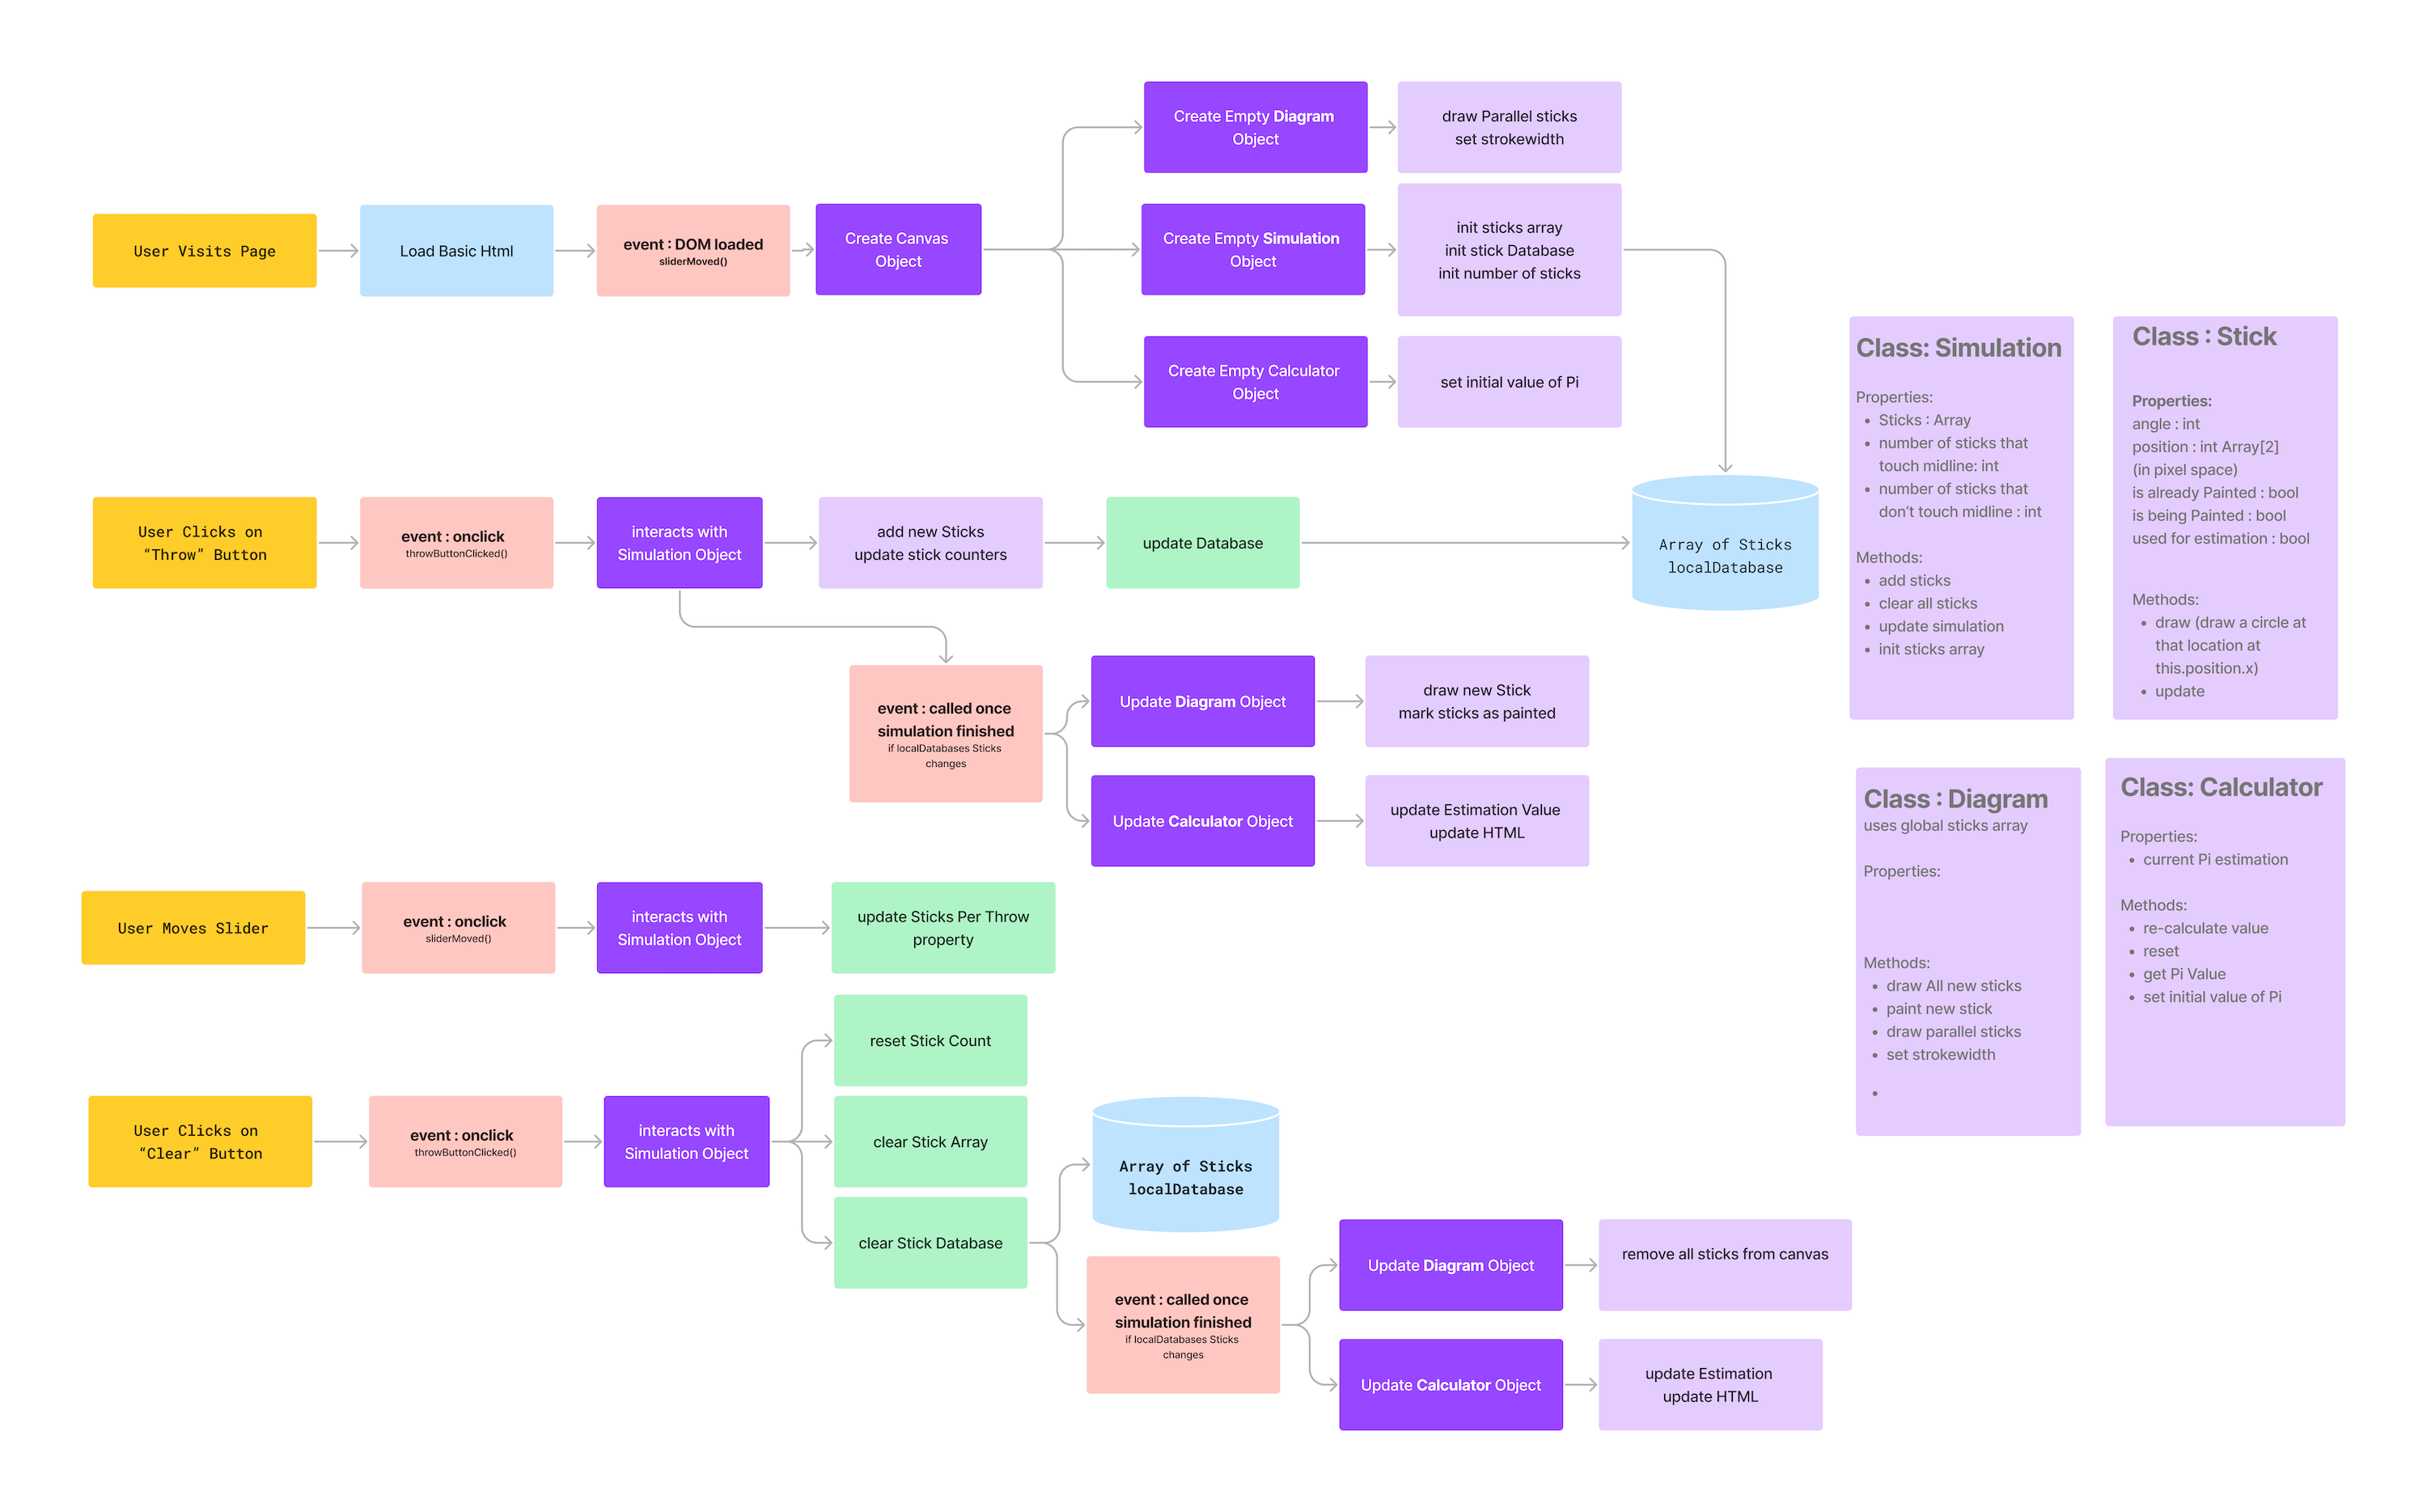 Create Empty Diagram
Object
draw Parallel sticks
set strokewidth
User Visits Page
Load Basic Html
event : DOM loaded
sliderMoved()
Create Canvas
Object
Create Empty Simulation
Object
init sticks array
init stick Database
init number of sticks
Create Empty Calculator
Object
set initial value of Pi
User Clicks on
“Throw” Button
event : onclick
throwButtonClicked()
interacts with
Simulation Object
add new Sticks
update stick counters
update Database
Array of Sticks
localDatabase
event : called once
simulation finished
if localDatabases Sticks
changes
Update Diagram Object
draw new Stick
mark sticks as painted
Update Calculator Object
update Estimation Value
update HTML
User Moves Slider
event : onclick
sliderMoved()
interacts with
Simulation Object
update Sticks Per Throw
property
User Clicks on
“Clear” Button
event : onclick
throwButtonClicked()
interacts with
Simulation Object
reset Stick Count
clear Stick Array
clear Stick Database
Array of Sticks
localDatabase
event : called once
simulation finished
if localDatabases Sticks
changes
Update Diagram Object
remove all sticks from canvas
Update Calculator Object
update Estimation
update HTML
Class: Simulation
Properties:
• Sticks : Array
• number of sticks that
touch midline: int
• number of sticks that
don’t touch midline : int
Methods:
• add sticks
• clear all sticks
• update simulation
• init sticks array
Class : Stick
Properties:
angle : int
position : int Array[2]
(in pixel space)
is already Painted : bool
is being Painted : bool
used for estimation : bool
Methods:
• draw (draw a circle at
that location at
this.position.x)
• update
Class : Diagram
uses global sticks array
Properties:
Methods:
• draw All new sticks
• paint new stick
• draw parallel sticks
• set strokewidth
•
Class: Calculator
Properties:
• current Pi estimation
Methods:
• re-calculate value
• reset
• get Pi Value
• set initial value of Pi